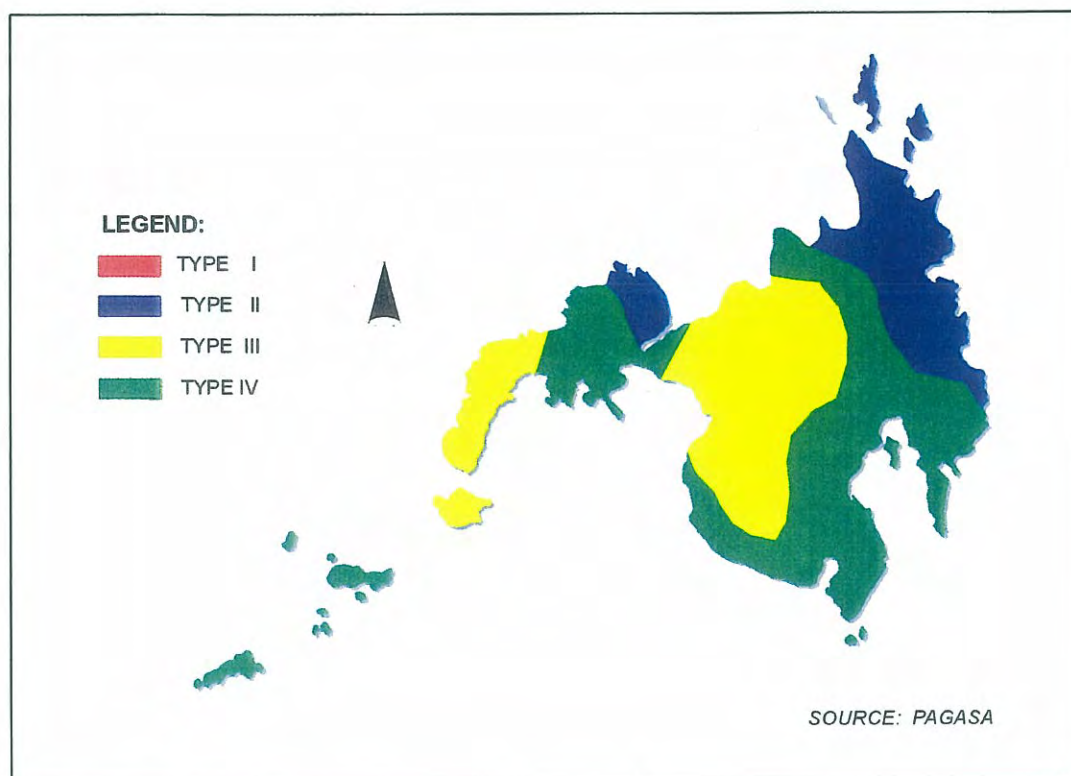 LEGEND:
TYPE I
TYPE II
TYPE III
TYPE IV
SOURCE: PAGASA